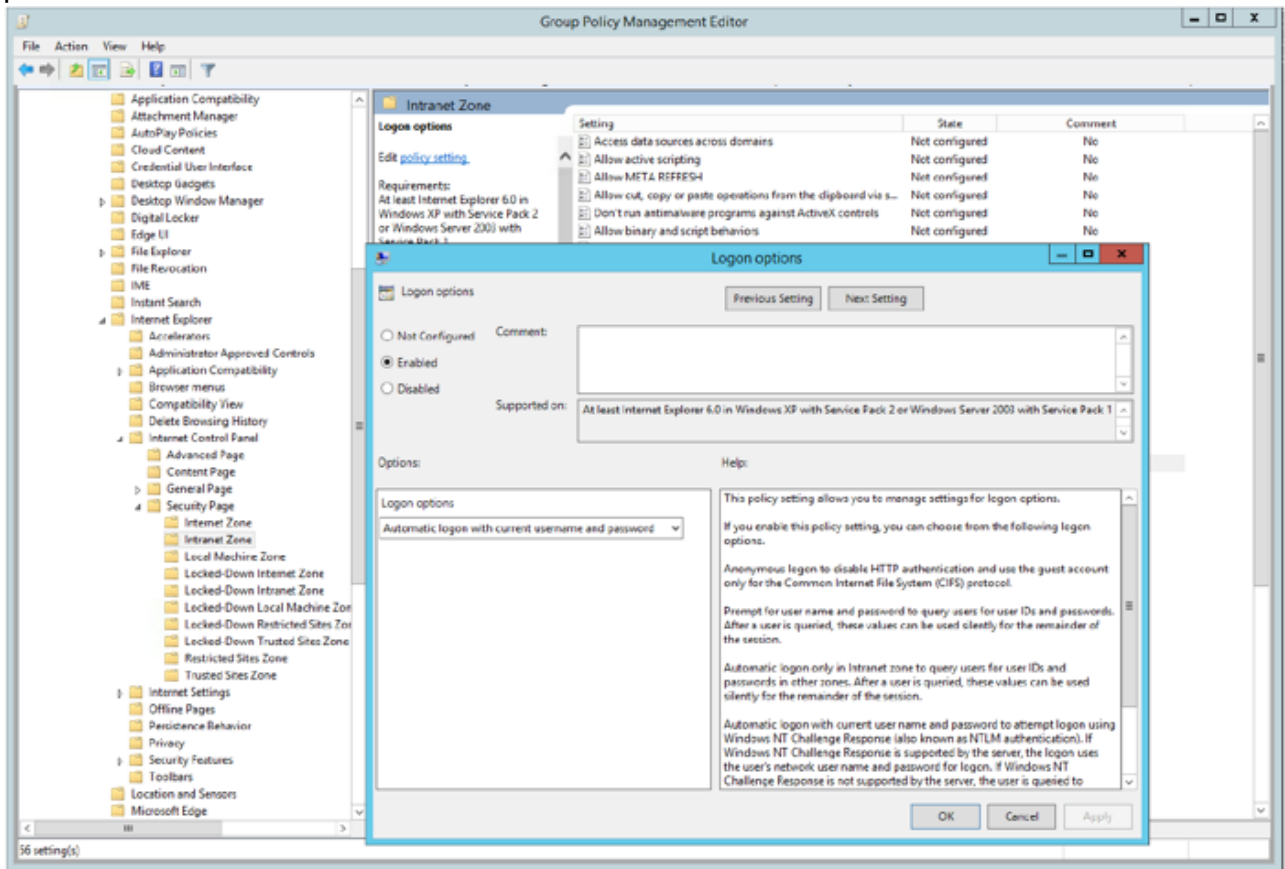 Group Policy Management Editor
File Action View Help
Application Compatibility
Attachment Manager
AutoPlay Policies
Cloud Content
Credential User Interface
Desktop Gadgets
Desktop Window Manager
Digital Locker
Edge UI
File Explorer
File Revocation
IME
Instant Search
Internet Explorer
Accelerators
Administrator Approved Controls
Application Compatibility
Browser menus
Compatibility View
Delete Browsing History
Internet Control Panel
Advanced Page
Content Page
General Page
Security Page
Internet Zone
Intranet Zone
Local Machine Zone
Locked-Down Internet Zone
Locked-Down Intranet Zone
Locked-Down Local Machine Zor
Locked-Down Restricted Sites Zor
Locked-Down Trusted Sites Zone
Restricted Sites Zone
Trusted Sites Zone
Internet Settings
Offline Pages
Persistence Behavior
Privacy
Security Features
Toolbars
Location and Sensors
Microsoft Edge
56 setting(s)
Intranet Zone
Logon options
Edit policy setting
Requirements:
At least Internet Explorer 6.0 in
Windows XP with Service Pack 2
or Windows Server 2003 with
Service Pack 1
Setting State Comment
Access data sources across domains Not configured No
Allow active scripting Not configured No
Allow META REFRESH Not configured No
Allow cut, copy or paste operations from the clipboard via s... Not configured No
Don't run antimalware programs against ActiveX controls Not configured No
Allow binary and script behaviors Not configured No
Logon options
Logon options
Previous Setting Next Setting
Not Configured
Enabled
Disabled
Comment:
Supported on:
At least Internet Explorer 6.0 in Windows XP with Service Pack 2 or Windows Server 2003 with Service Pack 1
Options:
Help:
Logon options
Automatic logon with current username and password
This policy setting allows you to manage settings for logon options.
If you enable this policy setting, you can choose from the following logon
options.
Anonymous logon to disable HTTP authentication and use the guest account
only for the Common Internet File System (CIFS) protocol.
Prompt for user name and password to query users for user IDs and passwords.
After a user is queried, these values can be used silently for the remainder of
the session.
Automatic logon only in Intranet zone to query users for user IDs and
passwords in other zones. After a user is queried, these values can be used
silently for the remainder of the session.
Automatic logon with current user name and password to attempt logon using
Windows NT Challenge Response (also known as NTLM authentication). If
Windows NT Challenge Response is supported by the server, the logon uses
the user's network user name and password for logon. If Windows NT
Challenge Response is not supported by the server, the user is queried to
OK Cancel Apply